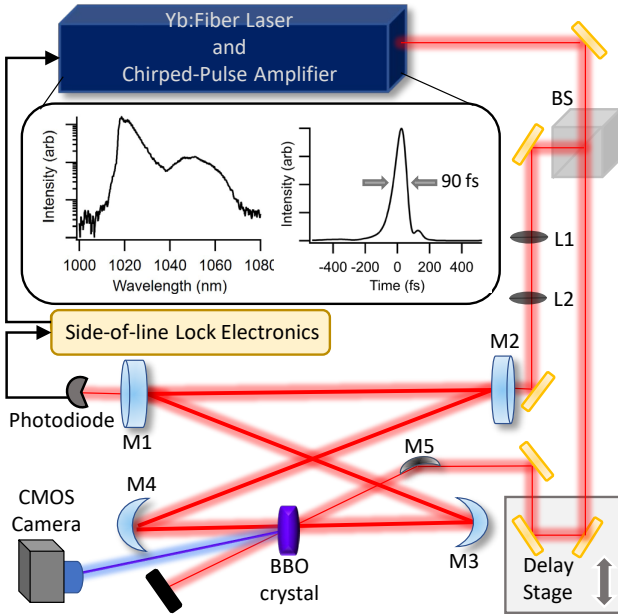 Yb:Fiber Laser
and
Chirped-Pulse Amplifier
BS
Intensity (arb)
1000 1020 1040 1060 1080
Wavelength (nm)
Intensity (arb)
90 fs
-400 -200 0 200 400
Time (fs)
L1
L2
Side-of-line Lock Electronics
M2
Photodiode
M1
M5
M4
CMOS
Camera
M3
BBO
crystal
Delay
Stage